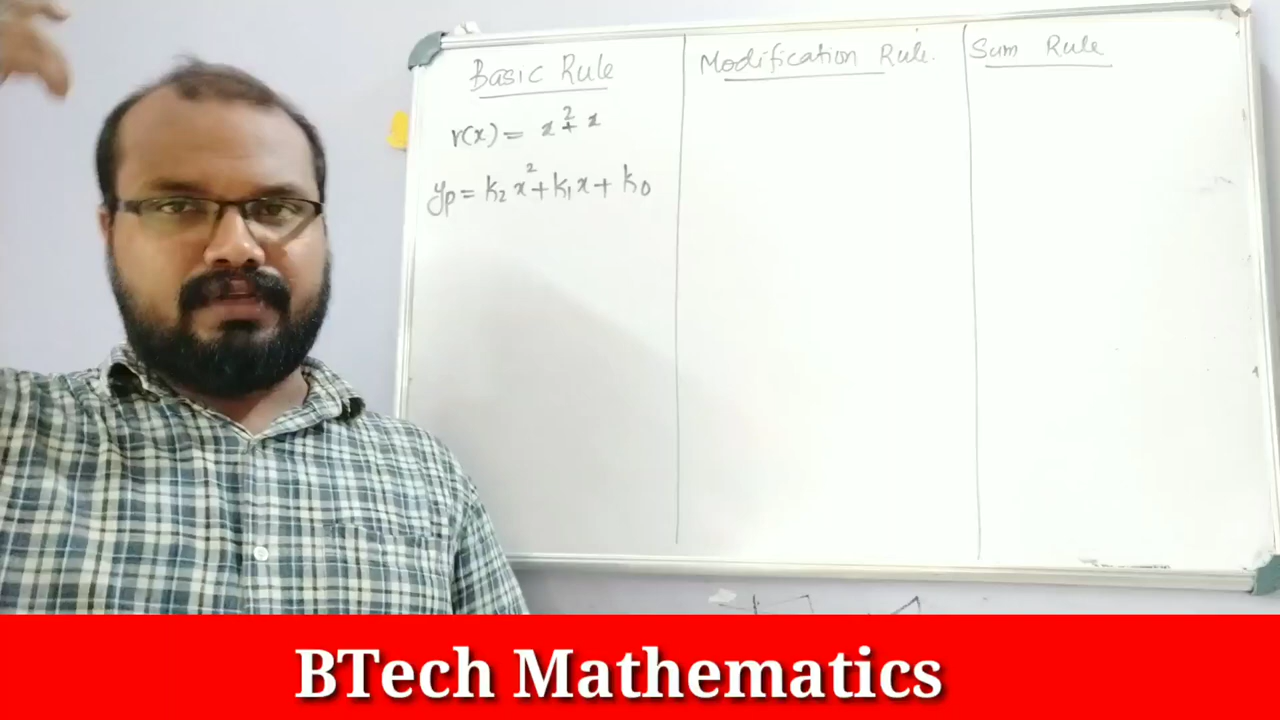 Basic Rule
r(x) = x² + x
yp = k₂x² + k₁x + k₀
Modification Rule.
Sum Rule
BTech Mathematics